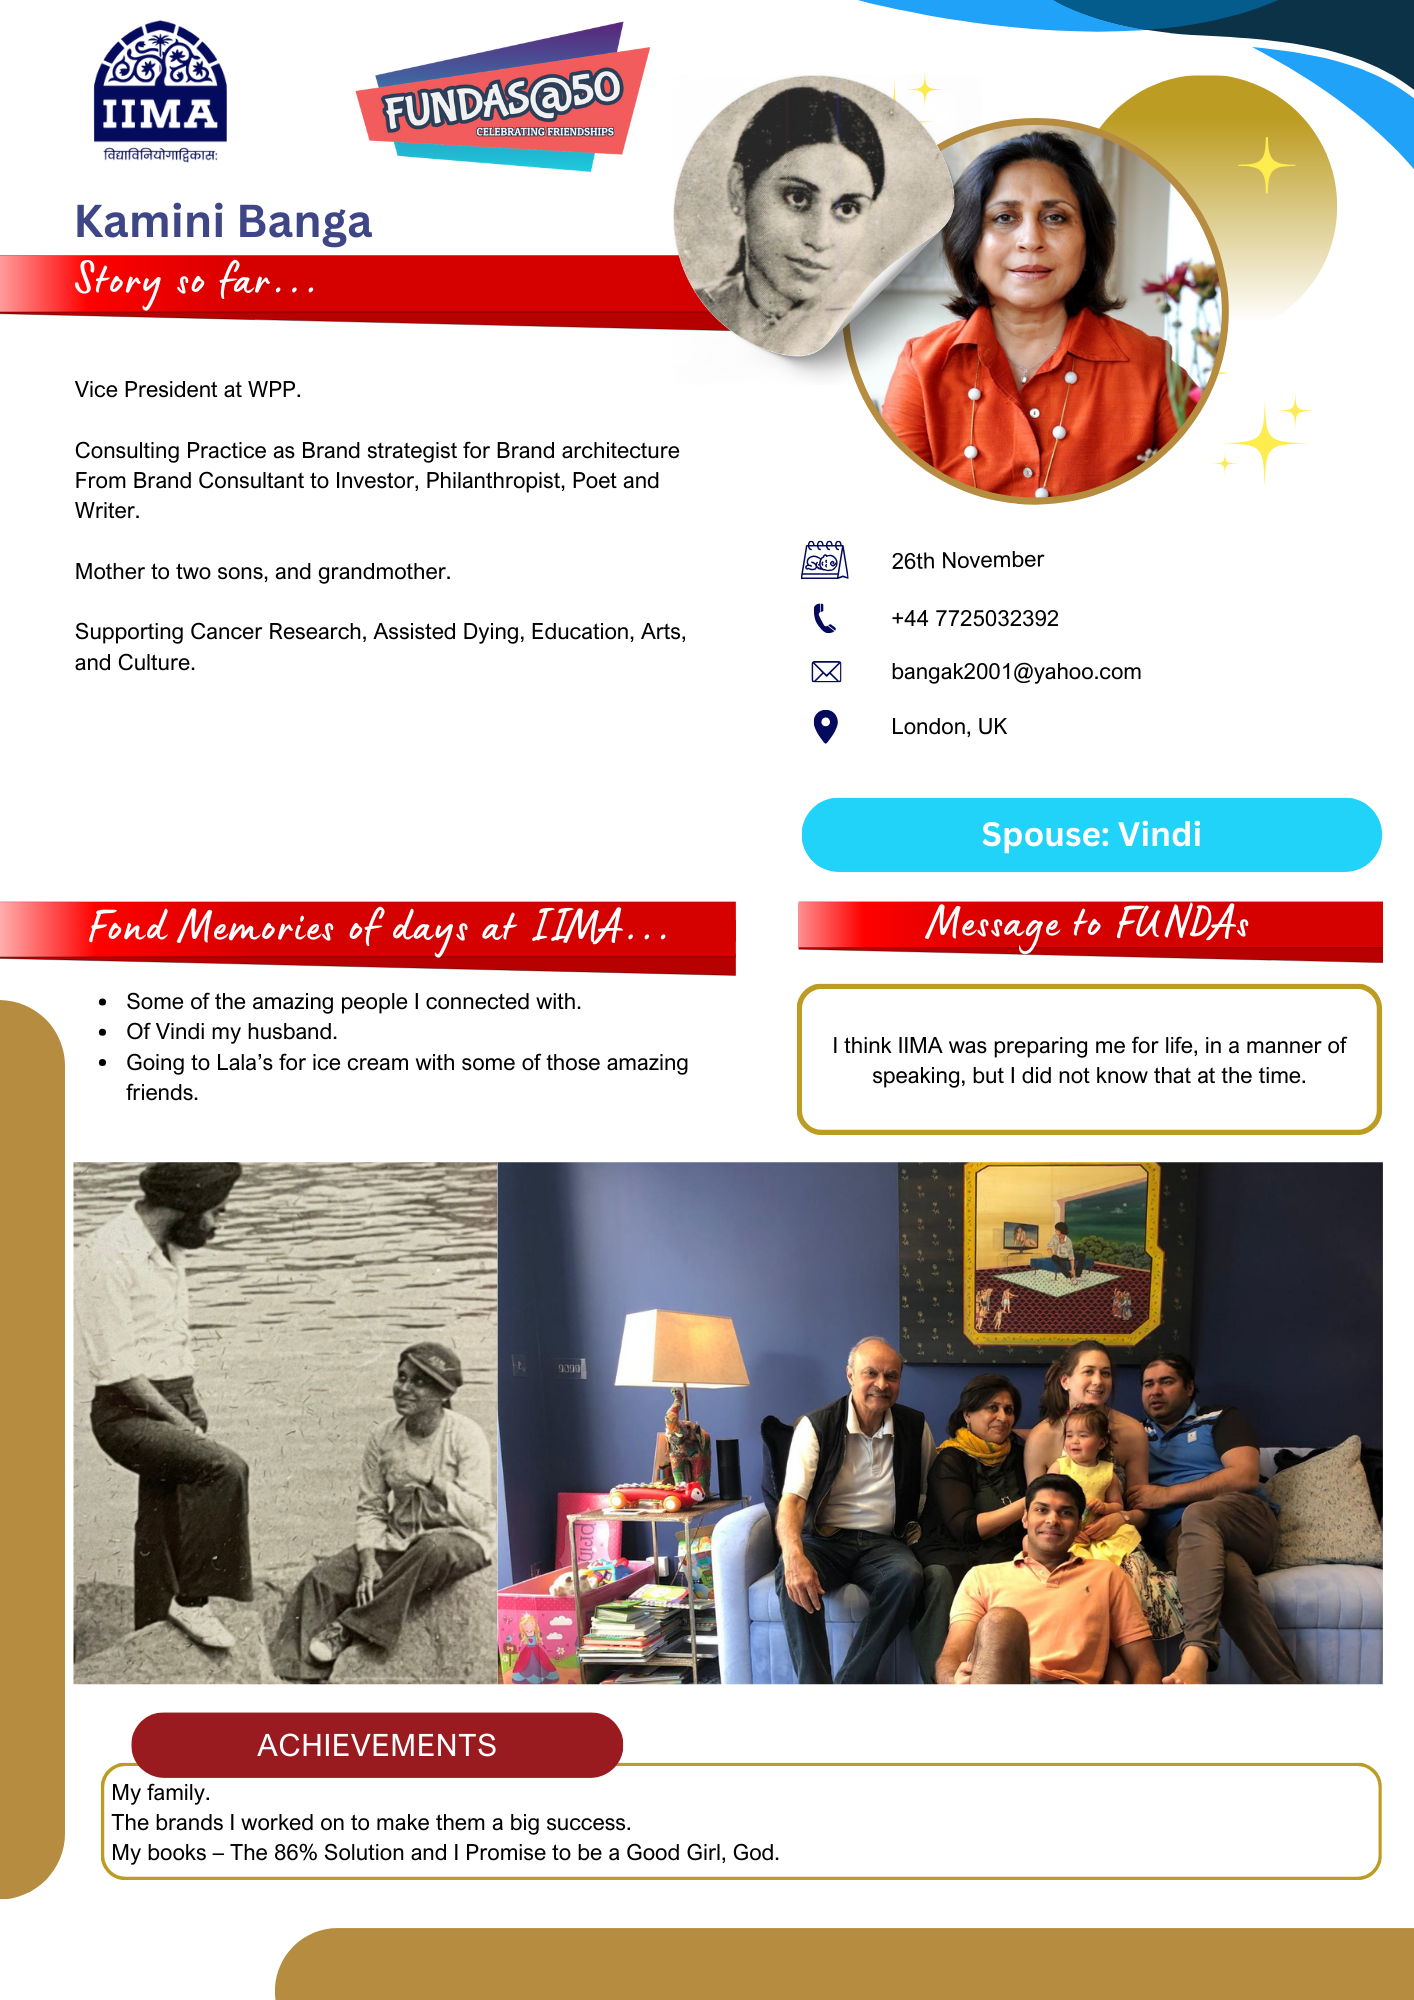 IIMA
विद्याविनियोगाद्विकास:
FUNDAS@50
CELEBRATING FRIENDSHIPS
Kamini Banga
Story so far...
Vice President at WPP.
Consulting Practice as Brand strategist for Brand architecture
From Brand Consultant to Investor, Philanthropist, Poet and
Writer.
Mother to two sons, and grandmother.
Supporting Cancer Research, Assisted Dying, Education, Arts,
and Culture.
26th November
+44 7725032392
bangak2001@yahoo.com
London, UK
Spouse: Vindi
Fond Memories of days at IIMA...
• Some of the amazing people I connected with.
• Of Vindi my husband.
• Going to Lala’s for ice cream with some of those amazing
friends.
Message to FUNDAs
I think IIMA was preparing me for life, in a manner of
speaking, but I did not know that at the time.
ACHIEVEMENTS
My family.
The brands I worked on to make them a big success.
My books – The 86% Solution and I Promise to be a Good Girl, God.